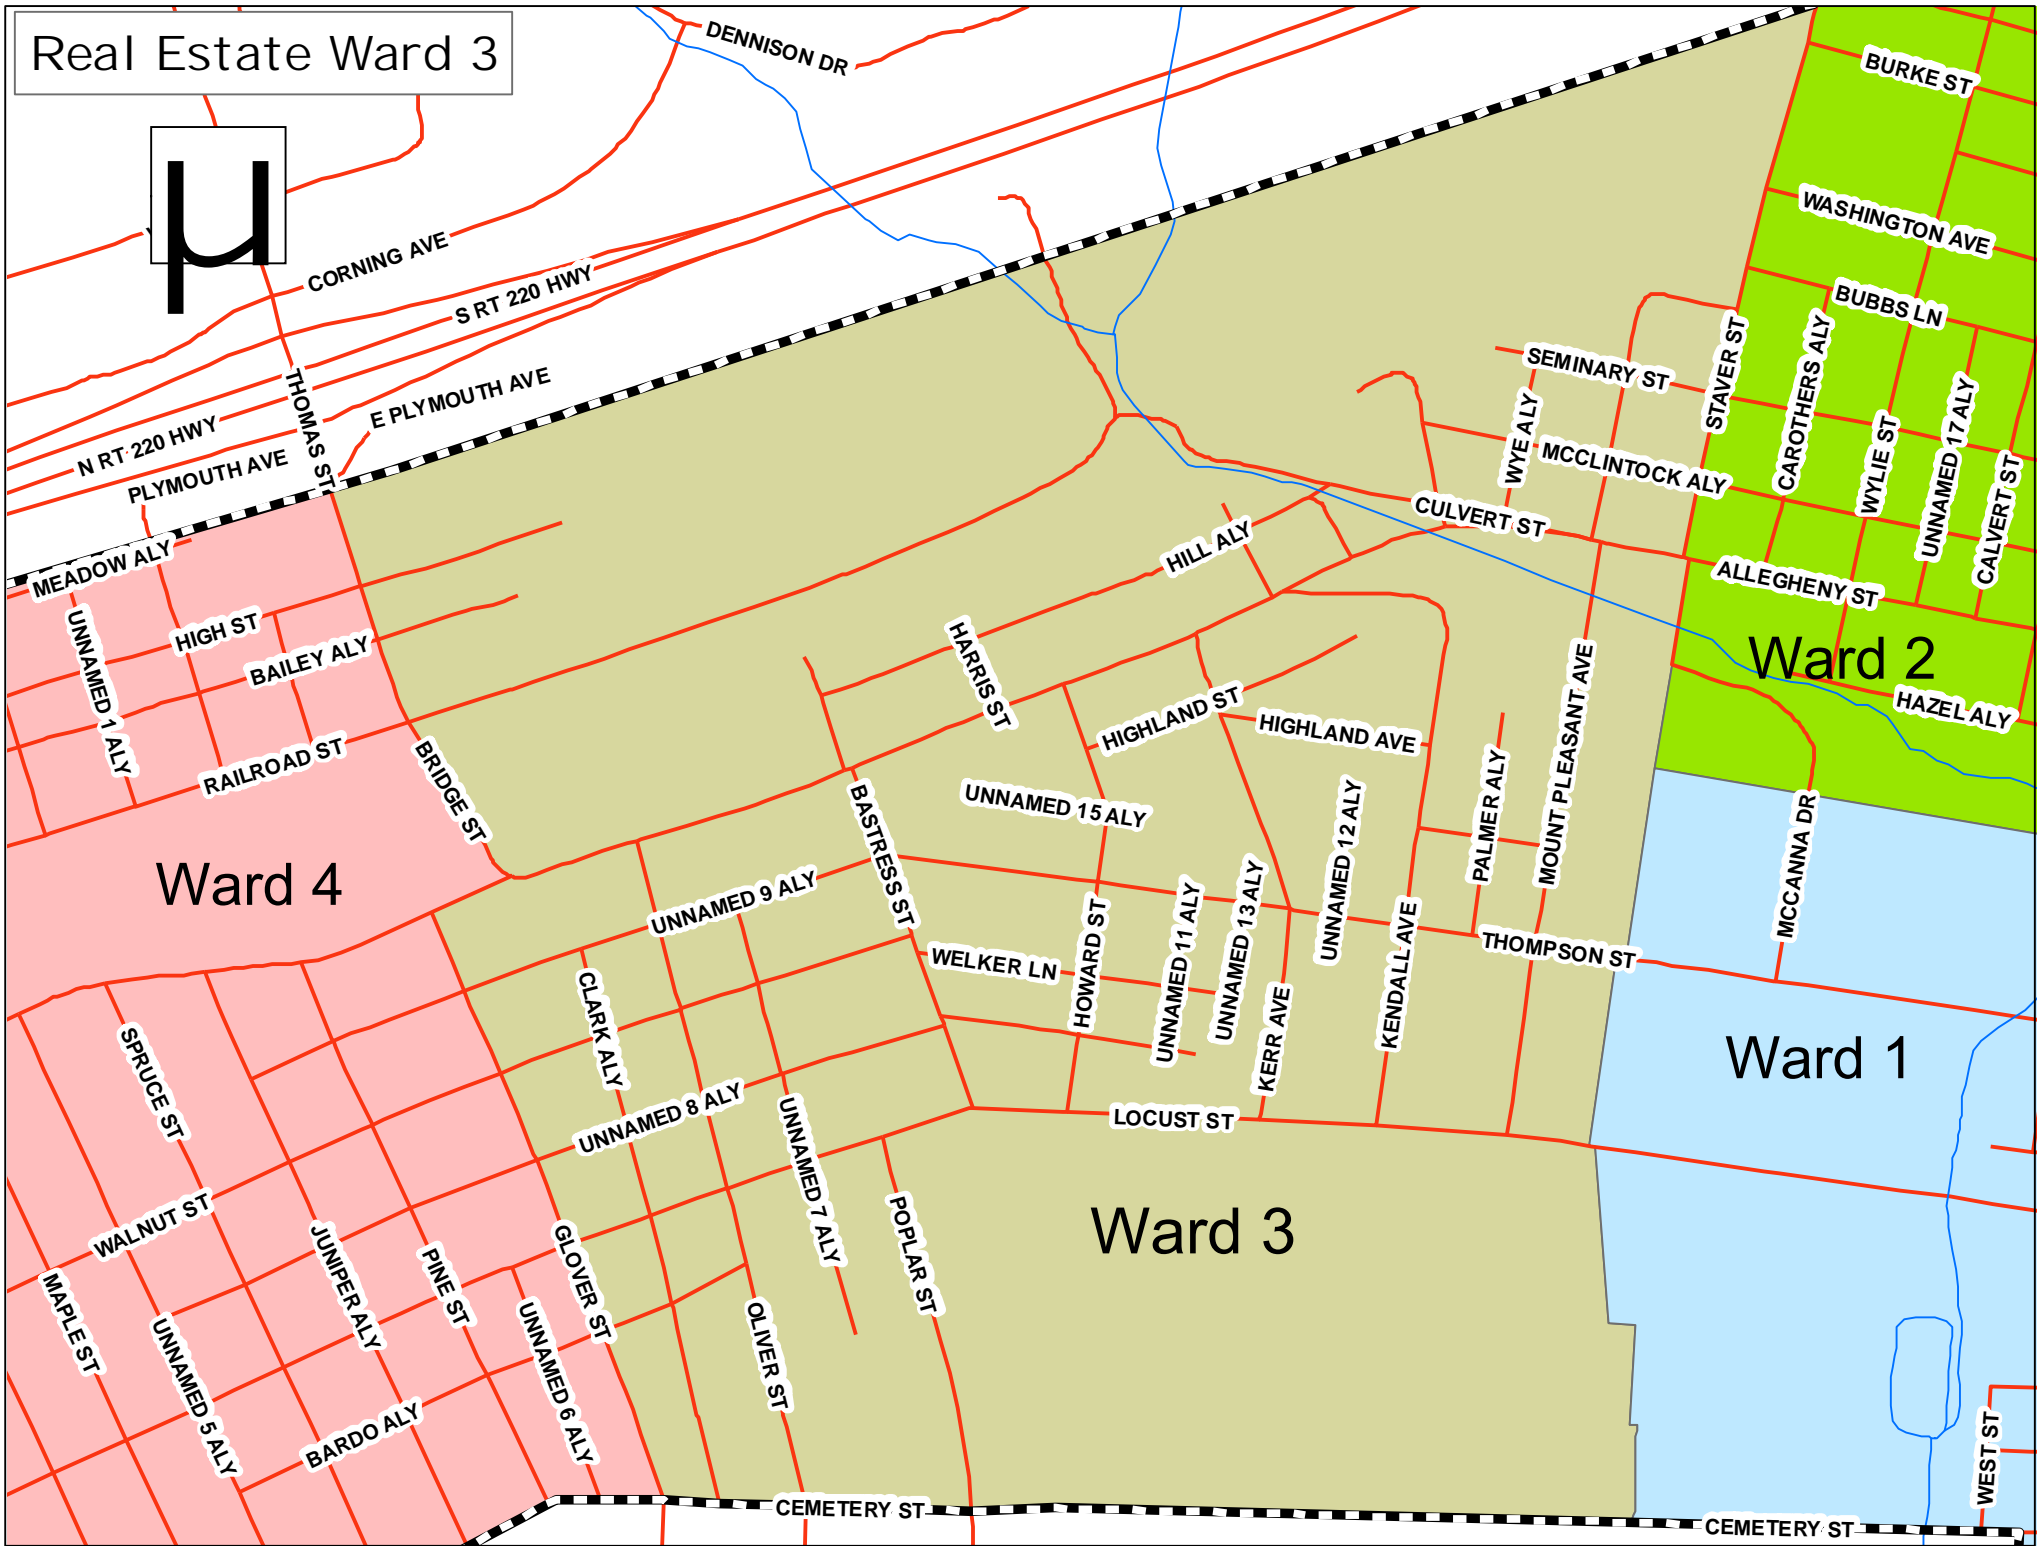 Real Estate Ward 3
µ
DENNISON DR
BURKE ST
WASHINGTON AVE
CORNING AVE
S RT 220 HWY
BUBBS LN
SEMINARY ST
STAVER ST
CAROTHERS ALY
THOMAS ST
E PLYMOUTH AVE
WYE ALY
MCCLINTOCK ALY
WYLIE ST
UNNAMED 17 ALY
CALVERT ST
N RT 220 HWY
PLYMOUTH AVE
CULVERT ST
MEADOW ALY
HILL ALY
ALLEGHENY ST
UNNAMED 1 ALY
HIGH ST
BAILEY ALY
HARRIS ST
Ward 2
MOUNT PLEASANT AVE
HIGHLAND ST
HIGHLAND AVE
HAZEL ALY
RAILROAD ST
BRIDGE ST
PALMER ALY
UNNAMED 15 ALY
UNNAMED 12 ALY
BASTRESS ST
MCCANNA DR
Ward 4
UNNAMED 9 ALY
UNNAMED 11 ALY
UNNAMED 13 ALY
HOWARD ST
KENDALL AVE
THOMPSON ST
WELKER LN
CLARK ALY
KERR AVE
SPRUCE ST
Ward 1
UNNAMED 8 ALY
UNNAMED 7 ALY
LOCUST ST
WALNUT ST
JUNIPER ALY
PINE ST
GLOVER ST
POPLAR ST
Ward 3
MAPLE ST
UNNAMED 5 ALY
UNNAMED 6 ALY
OLIVER ST
BARDO ALY
WEST ST
CEMETERY ST
CEMETERY ST